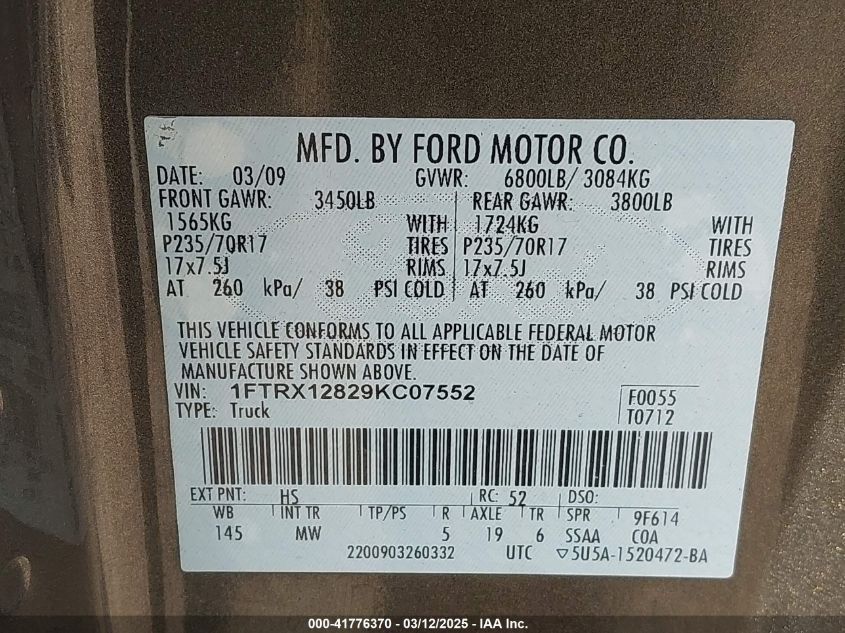 MFD. BY FORD MOTOR CO.
DATE: 03/09 GVWR: 6800LB/ 3084KG
FRONT GAWR: 3450LB REAR GAWR: 3800LB
1565KG WITH 1724KG WITH
P235/70R17 TIRES P235/70R17 TIRES
17x7.5J RIMS 17x7.5J RIMS
AT 260 kPa/ 38 PSI COLD AT 260 kPa/ 38 PSI COLD
THIS VEHICLE CONFORMS TO ALL APPLICABLE FEDERAL MOTOR
VEHICLE SAFETY STANDARDS IN EFFECT ON THE DATE OF
MANUFACTURE SHOWN ABOVE.
VIN: 1FTRX12829KC07552 F0055
TYPE: Truck T0712
EXT PNT: HS RC: 52 DSO:
WB INT TR TP/PS R AXLE TR SPR 9F614
145 MW 5 19 6 SSAA COA
2200903260332 UTC ▽5U5A-1520472-BA
000-41776370 - 03/12/2025 - IAA Inc.